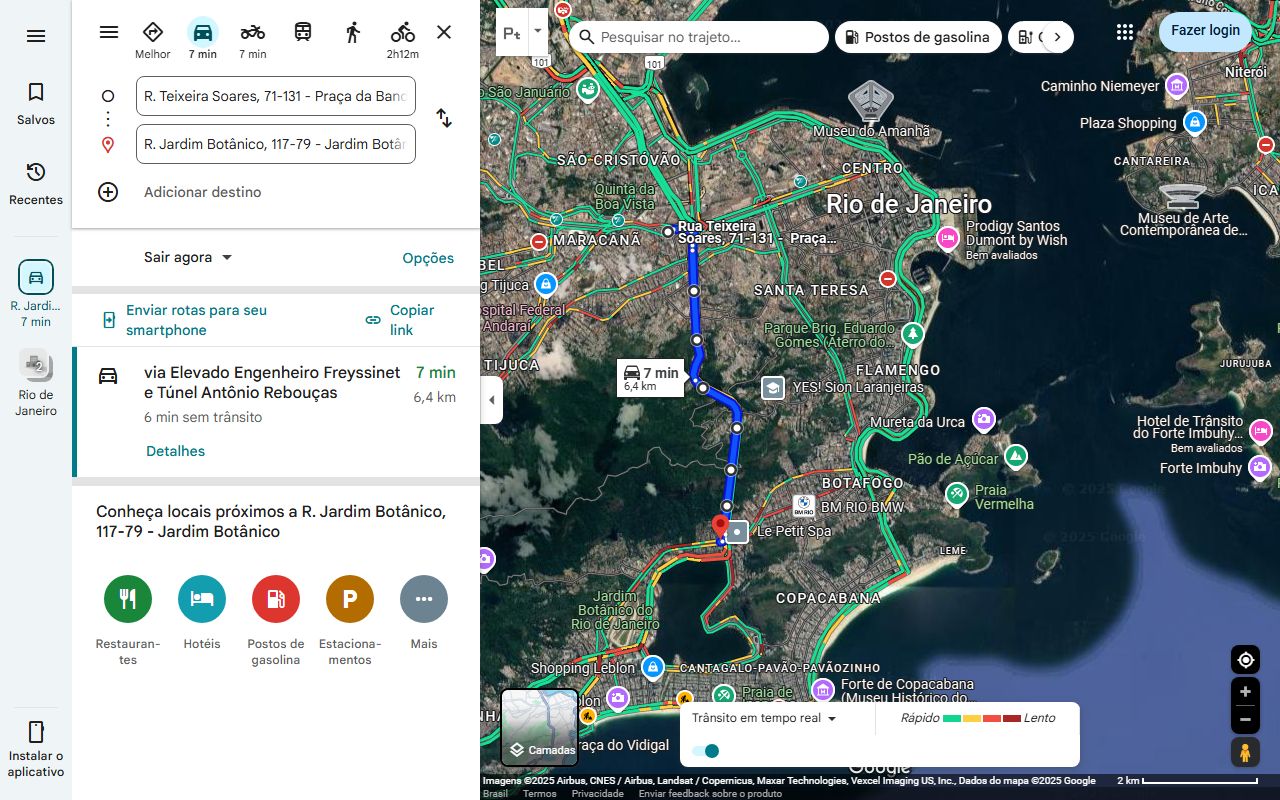 Salvos
Recentes
R. Jardi...
7 min
2
Rio de
Janeiro
Instalar o
aplicativo
Melhor
7 min
7 min
2h12m
R. Teixeira Soares, 71-131 - Praça da Banc
R. Jardim Botânico, 117-79 - Jardim Botâ
Adicionar destino
Sair agora
Opções
Enviar rotas para seu
smartphone
Copiar
link
via Elevado Engenheiro Freyssinet
e Túnel Antônio Rebouças
7 min
6,4 km
6 min sem trânsito
Detalhes
Conheça locais próximos a R. Jardim Botânico,
117-79 - Jardim Botânico
Restauran-
tes
Hotéis
Postos de
gasolina
P
Estaciona-
mentos
Mais
Pt
Pesquisar no trajeto...
Postos de gasolina
Fazer login
101
101
o São Januário
Museu do Amanhã
SÃO CRISTÓVÃO
CENTRO
Quinta da
Boa Vista
Rio de Janeiro
Caminho Niemeyer
Niterói
Plaza Shopping
CANTAREIRA
ICA
Museu de Arte
Contemporânea de...
Rua Teixeira
Soares, 71-131 - Praça...
MARACANÃ
Prodigy Santos
Dumont by Wish
Bem avaliados
BEL
g Tijuca
SANTA TERESA
spital Federal
Andaraí
Parque Brig. Eduardo
Gomes (Aterro do...
TIJUCA
7 min
6,4 km
FLAMENGO
YES! Sion Laranjeiras
JURUJUBA
Mureta da Urca
Hotel de Trânsito
do Forte Imbuhy...
Bem avaliados
Pão de Açúcar
Forte Imbuhy
BOTAFOGO
Praia
Vermelha
© 2025 Google
BM RIO
BM RIO BMW
Le Petit Spa
© 2025 Google
LEME
Jardim
Botânico do
Rio de Janeiro
COPACABANA
Shopping Leblon
CANTAGALO-PAVÃO-PAVÃOZINHO
Forte de Copacabana
(Museu Histórico do...
Praia de
blon
raça do Vidigal
Camadas
Trânsito em tempo real
Rápido
Lento
Google
Imagens ©2025 Airbus, CNES / Airbus, Landsat / Copernicus, Maxar Technologies, Vexcel Imaging US, Inc., Dados do mapa ©2025 Google
2 km
Brasil
Termos
Privacidade
Enviar feedback sobre o produto